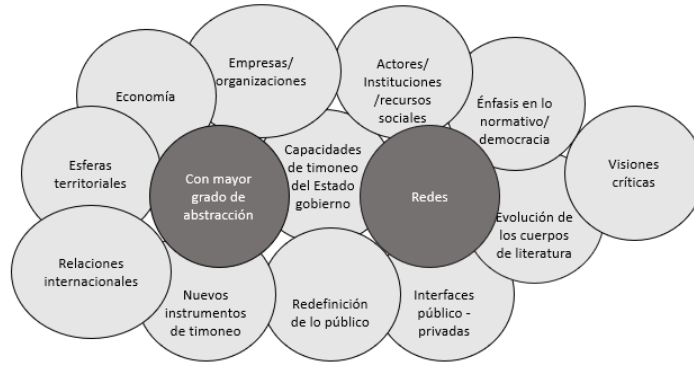 Empresas/
organizaciones
Actores/
Instituciones
/recursos
sociales
Economía
Énfasis en lo
normativo/
democracia
Esferas
territoriales
Con mayor
grado de
abstracción
Capacidades
de timoneo
del Estado
gobierno
Redes
Visiones
críticas
Evolución de
los cuerpos
de literatura
Relaciones
internacionales
Nuevos
instrumentos
de timoneo
Redefinición
de lo público
Interfaces
público -
privadas